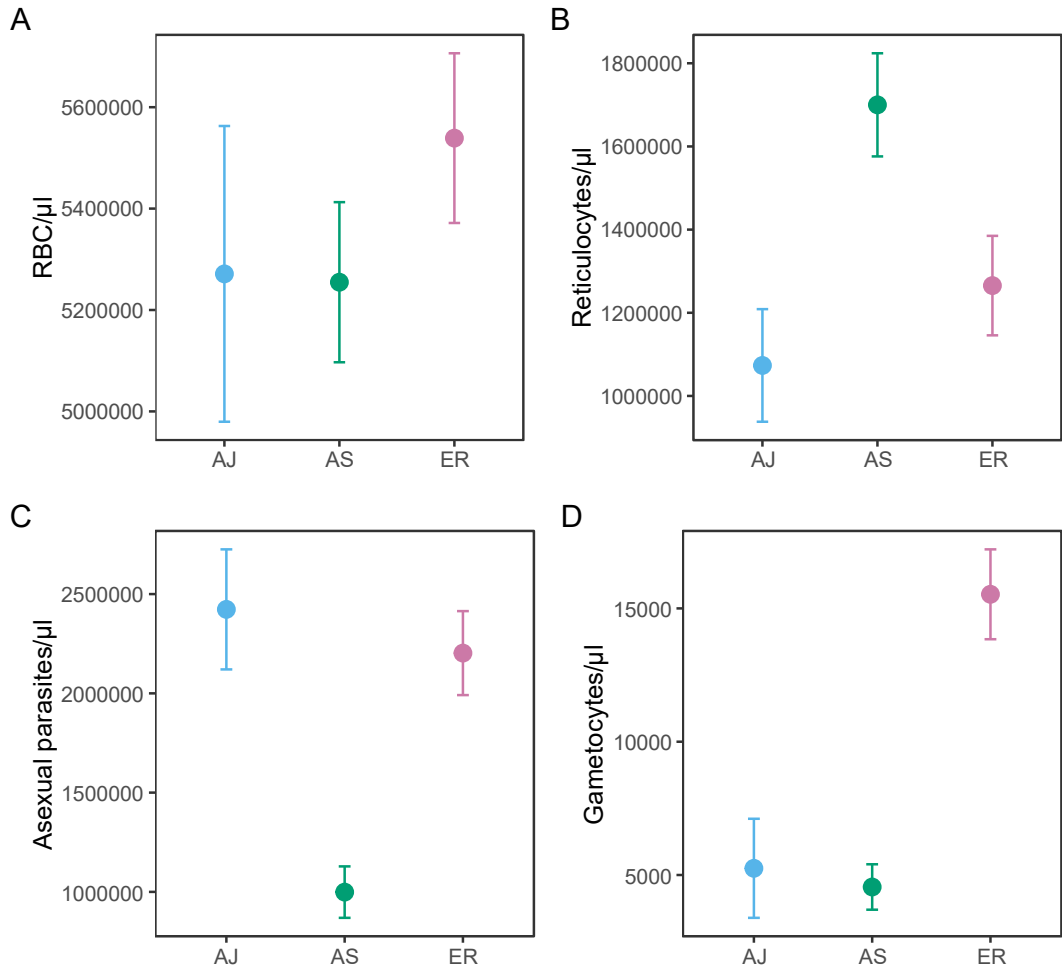 A
RBC/µl
5600000
5400000
5200000
5000000
AJ AS ER
B
Reticulocytes/µl
1800000
1600000
1400000
1200000
1000000
AJ AS ER
C
Asexual parasites/µl
2500000
2000000
1500000
1000000
AJ AS ER
D
Gametocytes/µl
15000
10000
5000
AJ AS ER